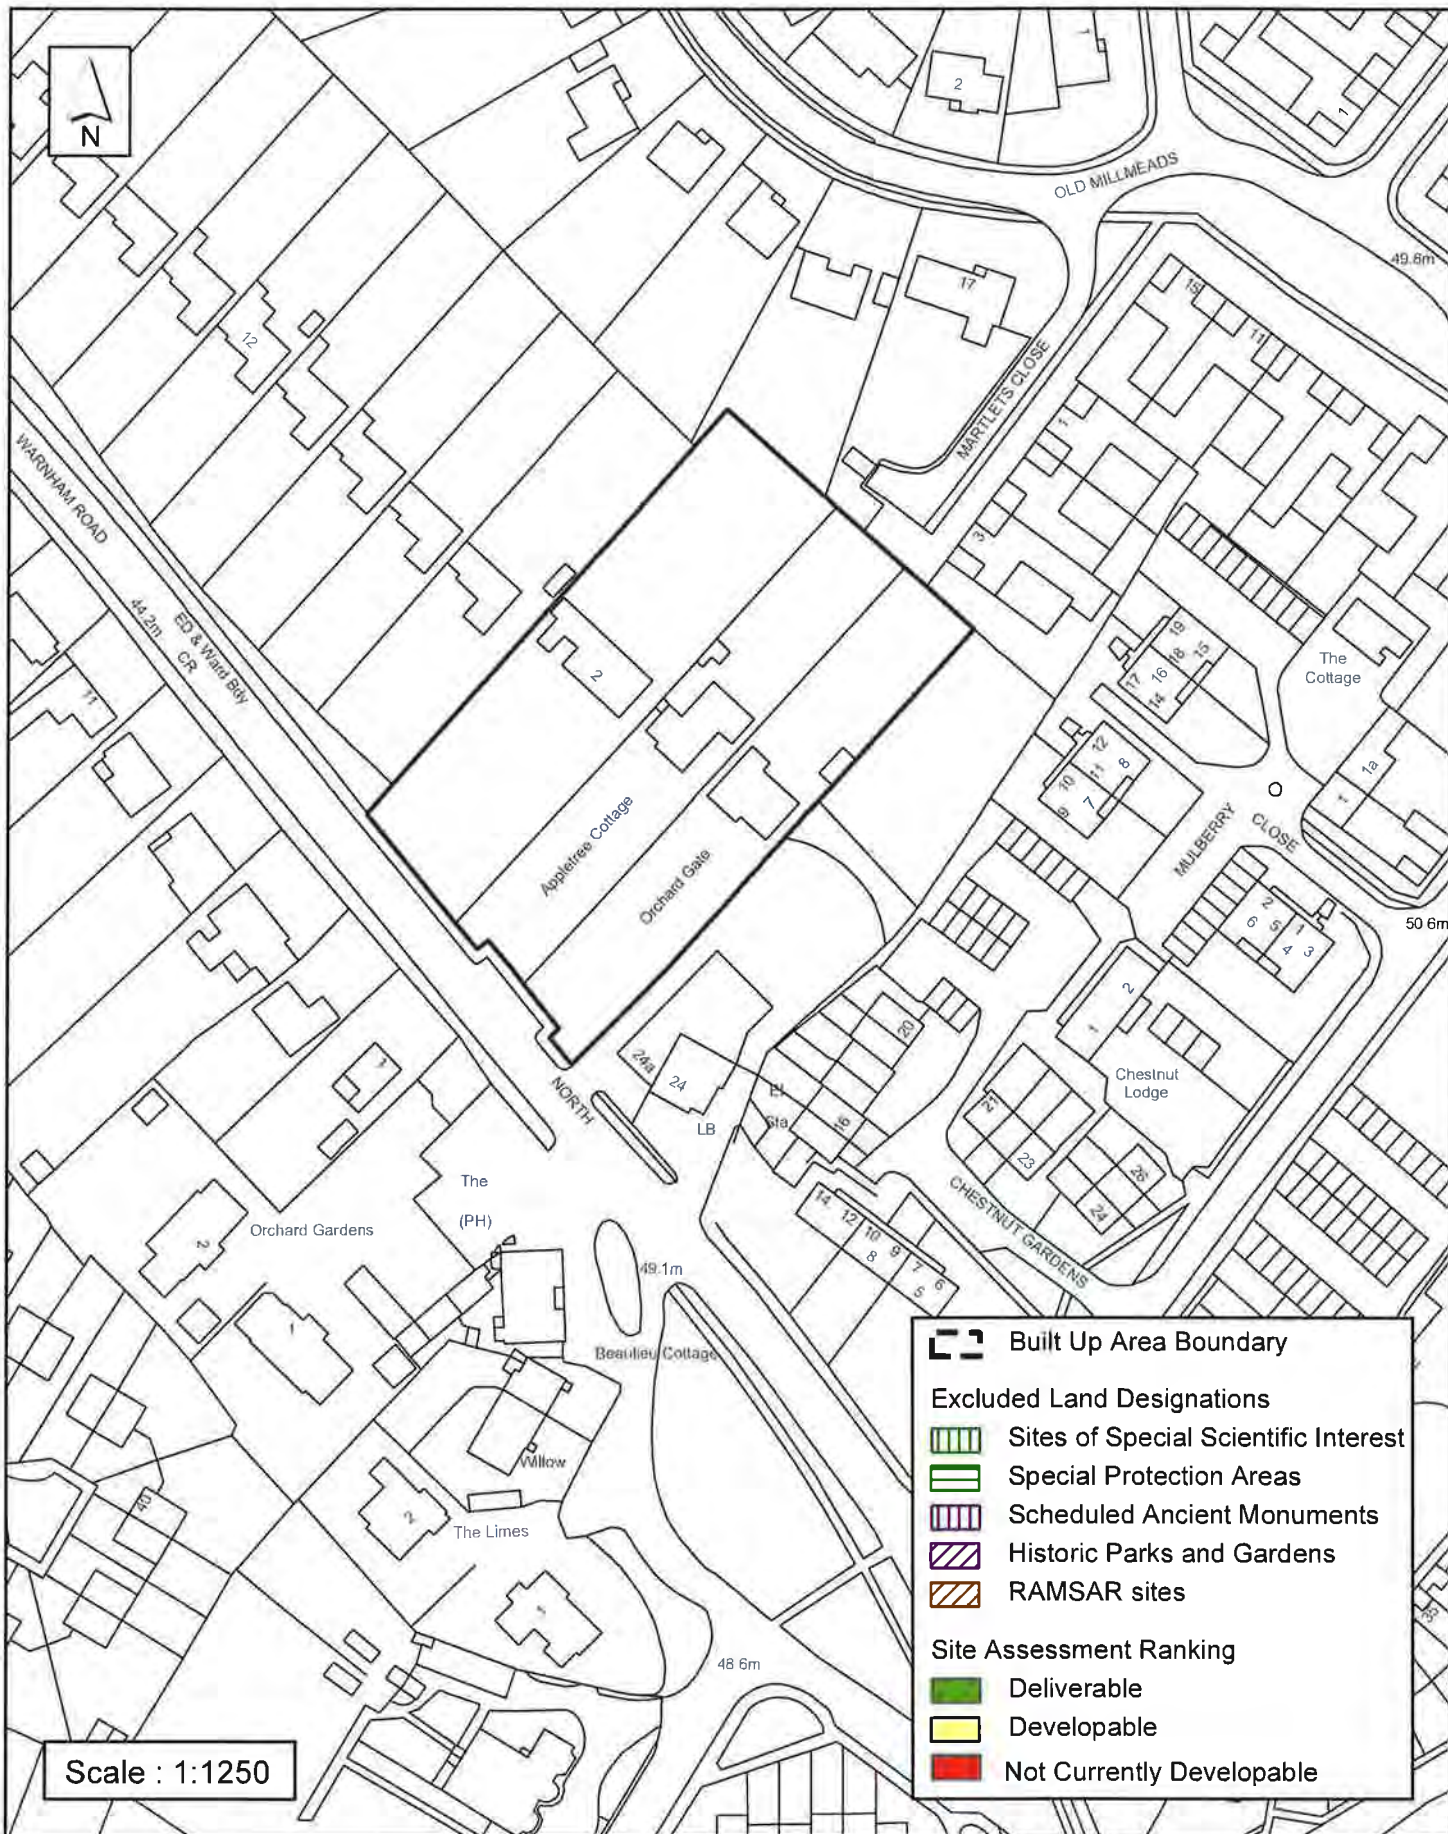 N
2
1
1
OLD MILLMEADS
49.6m
17
15
11
12
MARTLETS CLOSE
1
3
WARNHAM ROAD
44.2m
CR
ED & Ward Bdy
11
2
19
18
15
17
16
14
The
Cottage
12
11
8
10
7
9
1a
1
MULBERRY
CLOSE
Appletree Cottage
Orchard Gate
2
5
1
6
4
3
50 6m
2
1
20
24a
24
LB
El
Sta
16
NORTH
1
Chestnut
Lodge
21
23
26
24
CHESTNUT GARDENS
The
(PH)
Orchard Gardens
2
14
12
10
9
8
7
6
5
49.1m
Beaulieu Cottage
Willow
40
2
The Limes
1
48 6m
35
Built Up Area Boundary
Excluded Land Designations
Sites of Special Scientific Interest
Special Protection Areas
Scheduled Ancient Monuments
Historic Parks and Gardens
RAMSAR sites
Site Assessment Ranking
Deliverable
Developable
Not Currently Developable
Scale : 1:1250